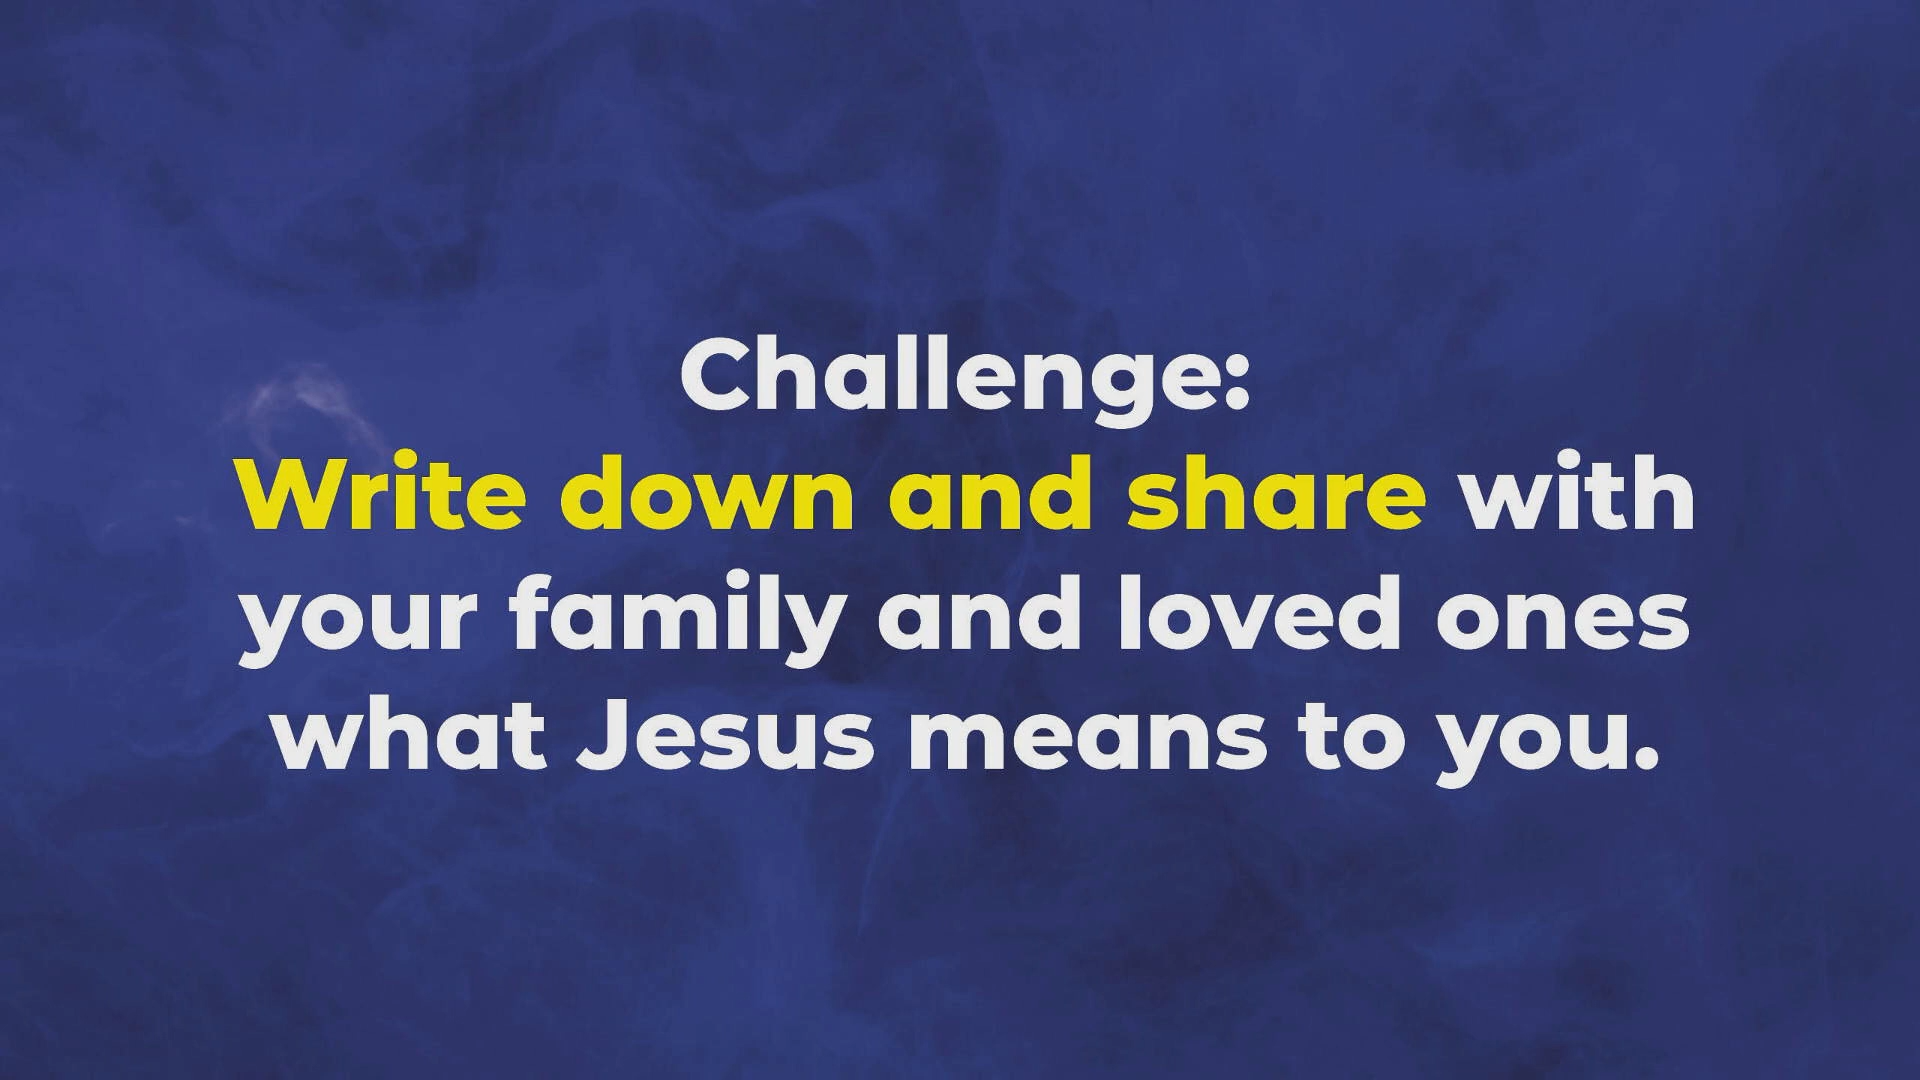 Challenge:
Write down and share with
your family and loved ones
what Jesus means to you.